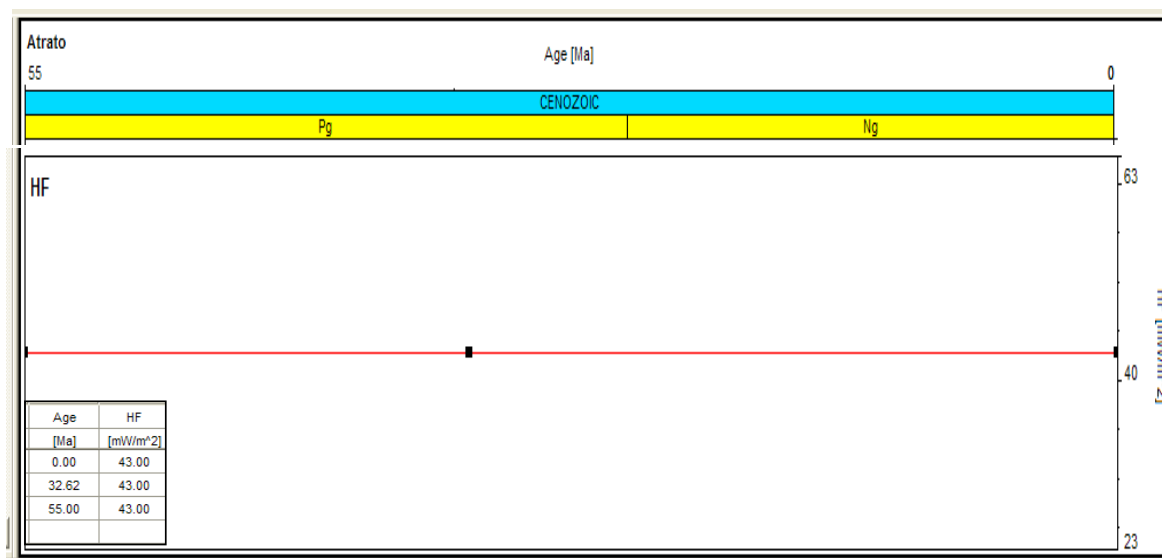 Atrato
Age [Ma]
55
0
CENOZOIC
Pg
Ng
HF
63
40
23
Age HF
[Ma] [mW/m^2]
0.00 43.00
32.62 43.00
55.00 43.00